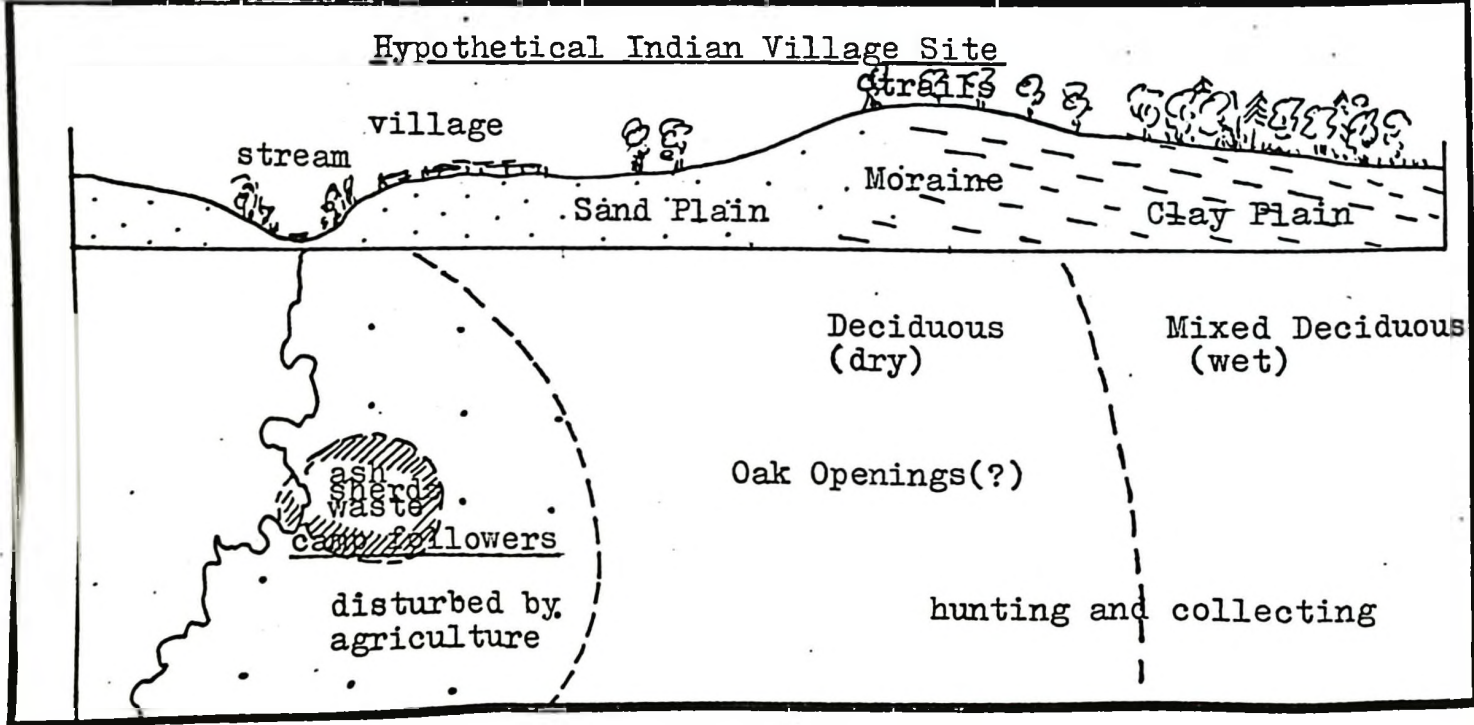 Hypothetical Indian Village Site
trails
village
stream
Moraine
Sand Plain
Clay Plain
Deciduous
(dry)
Mixed Deciduous
(wet)
Oak Openings(?)
ash
sherds
waste
camp followers
disturbed by
agriculture
hunting and collecting